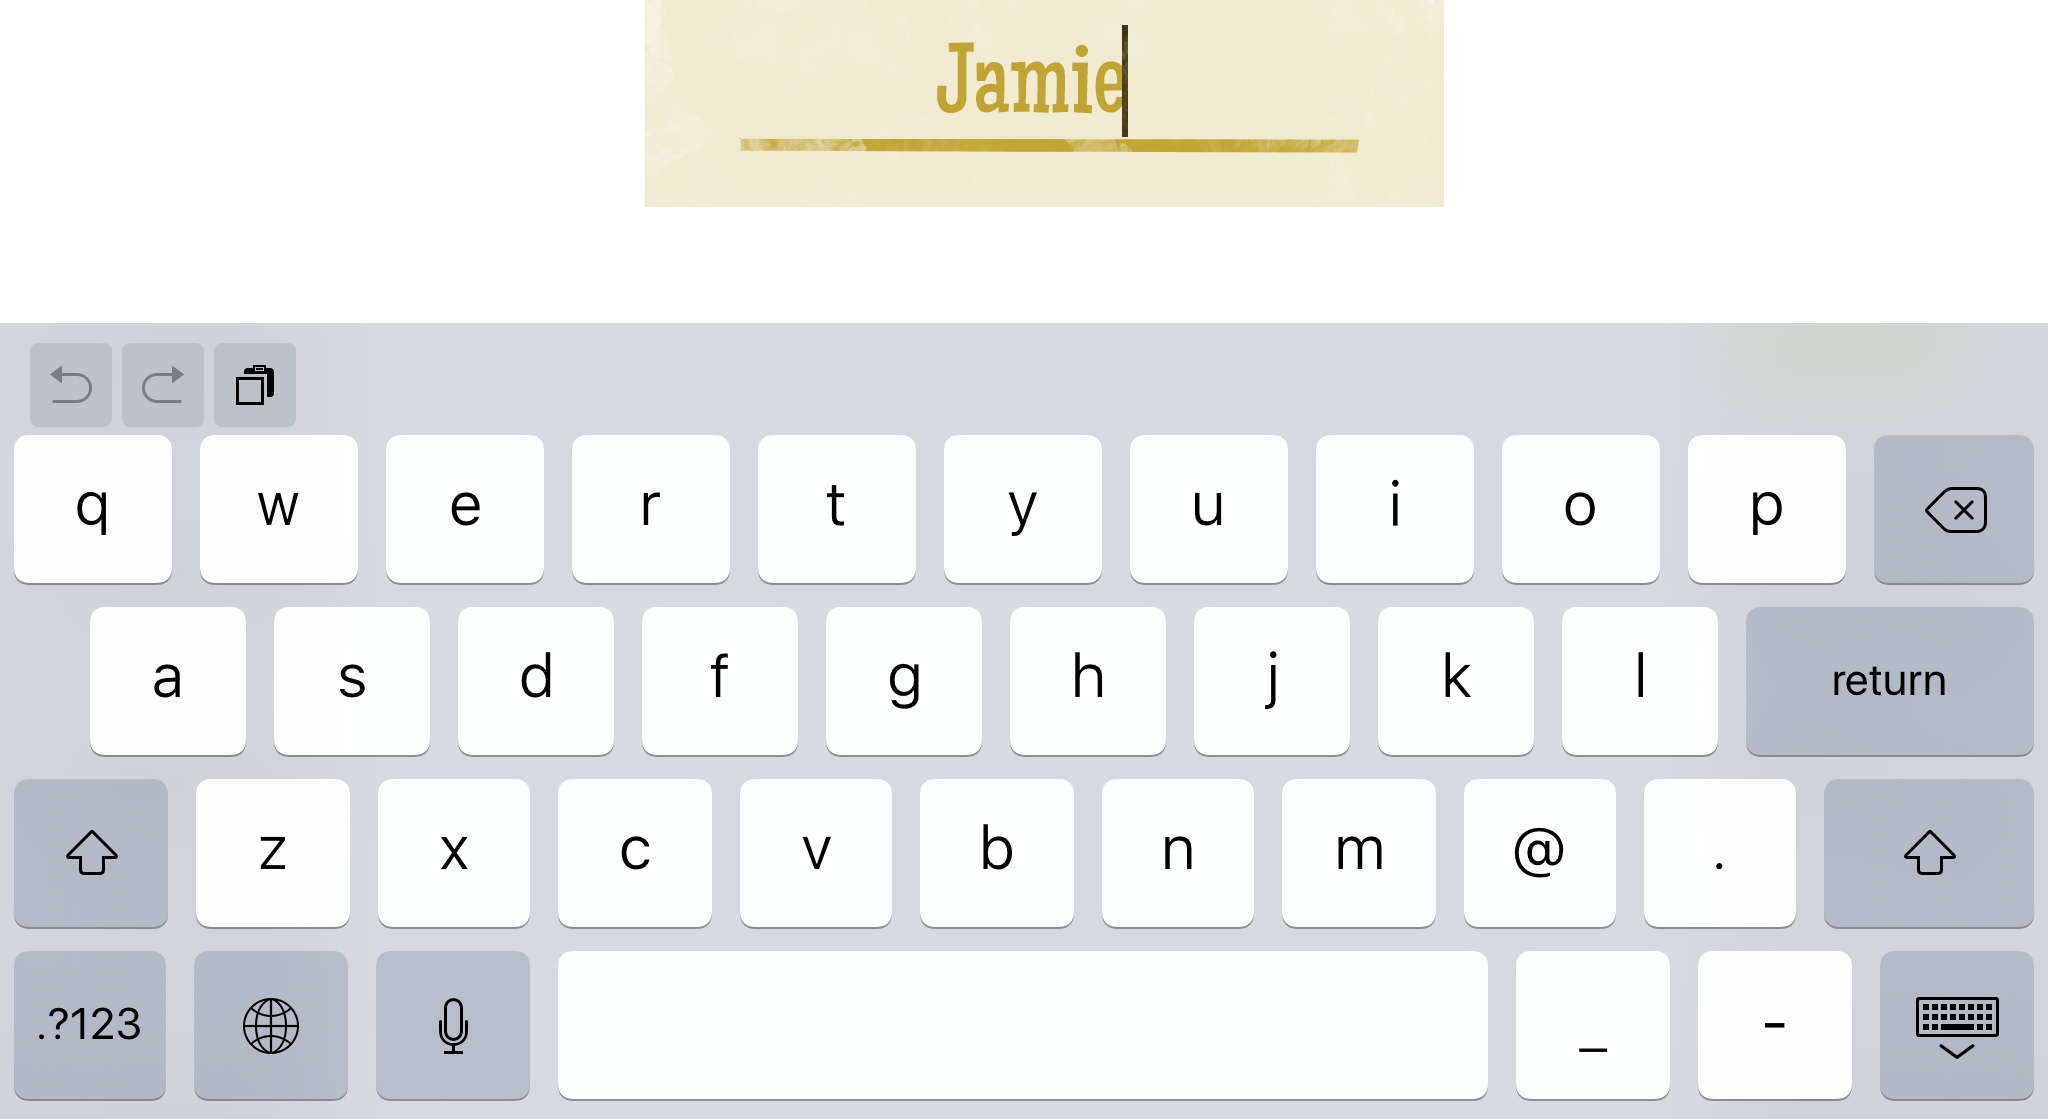 Jamie
q w e r t y u i o p
a s d f g h j k l return
z x c v b n m @ .
.?123 _ -